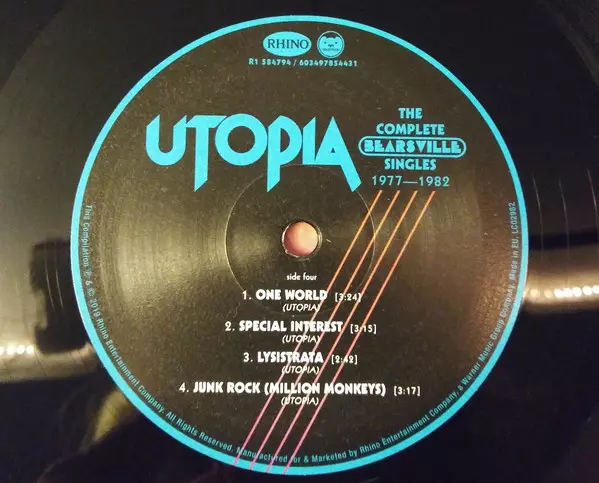 RHINO
R1 584794 / 603497854431
UTOPIA
THE
COMPLETE
BEARSVILLE
SINGLES
1977—1982
side four
1. ONE WORLD [3:24]
(UTOPIA)
2. SPECIAL INTEREST [3:15]
(UTOPIA)
3. LYSISTRATA [2:42]
(UTOPIA)
4. JUNK ROCK (MILLION MONKEYS) [3:17]
(UTOPIA)
This Compilation ℗ & © 2019 Rhino Entertainment Company. All Rights Reserved. Manufactured for & Marketed by Rhino Entertainment Company, a Warner Music Group Company. Made in EU. LC02982